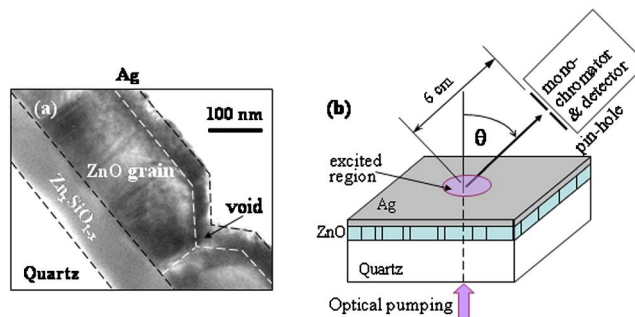 Ag
(a)
100 nm
ZnO grain
ZnₓSiO₁₋ₓ
void
Quartz
(b)
6 cm
θ
mono-
chromator
& detector
pin-hole
excited
region
Ag
ZnO
Quartz
Optical pumping